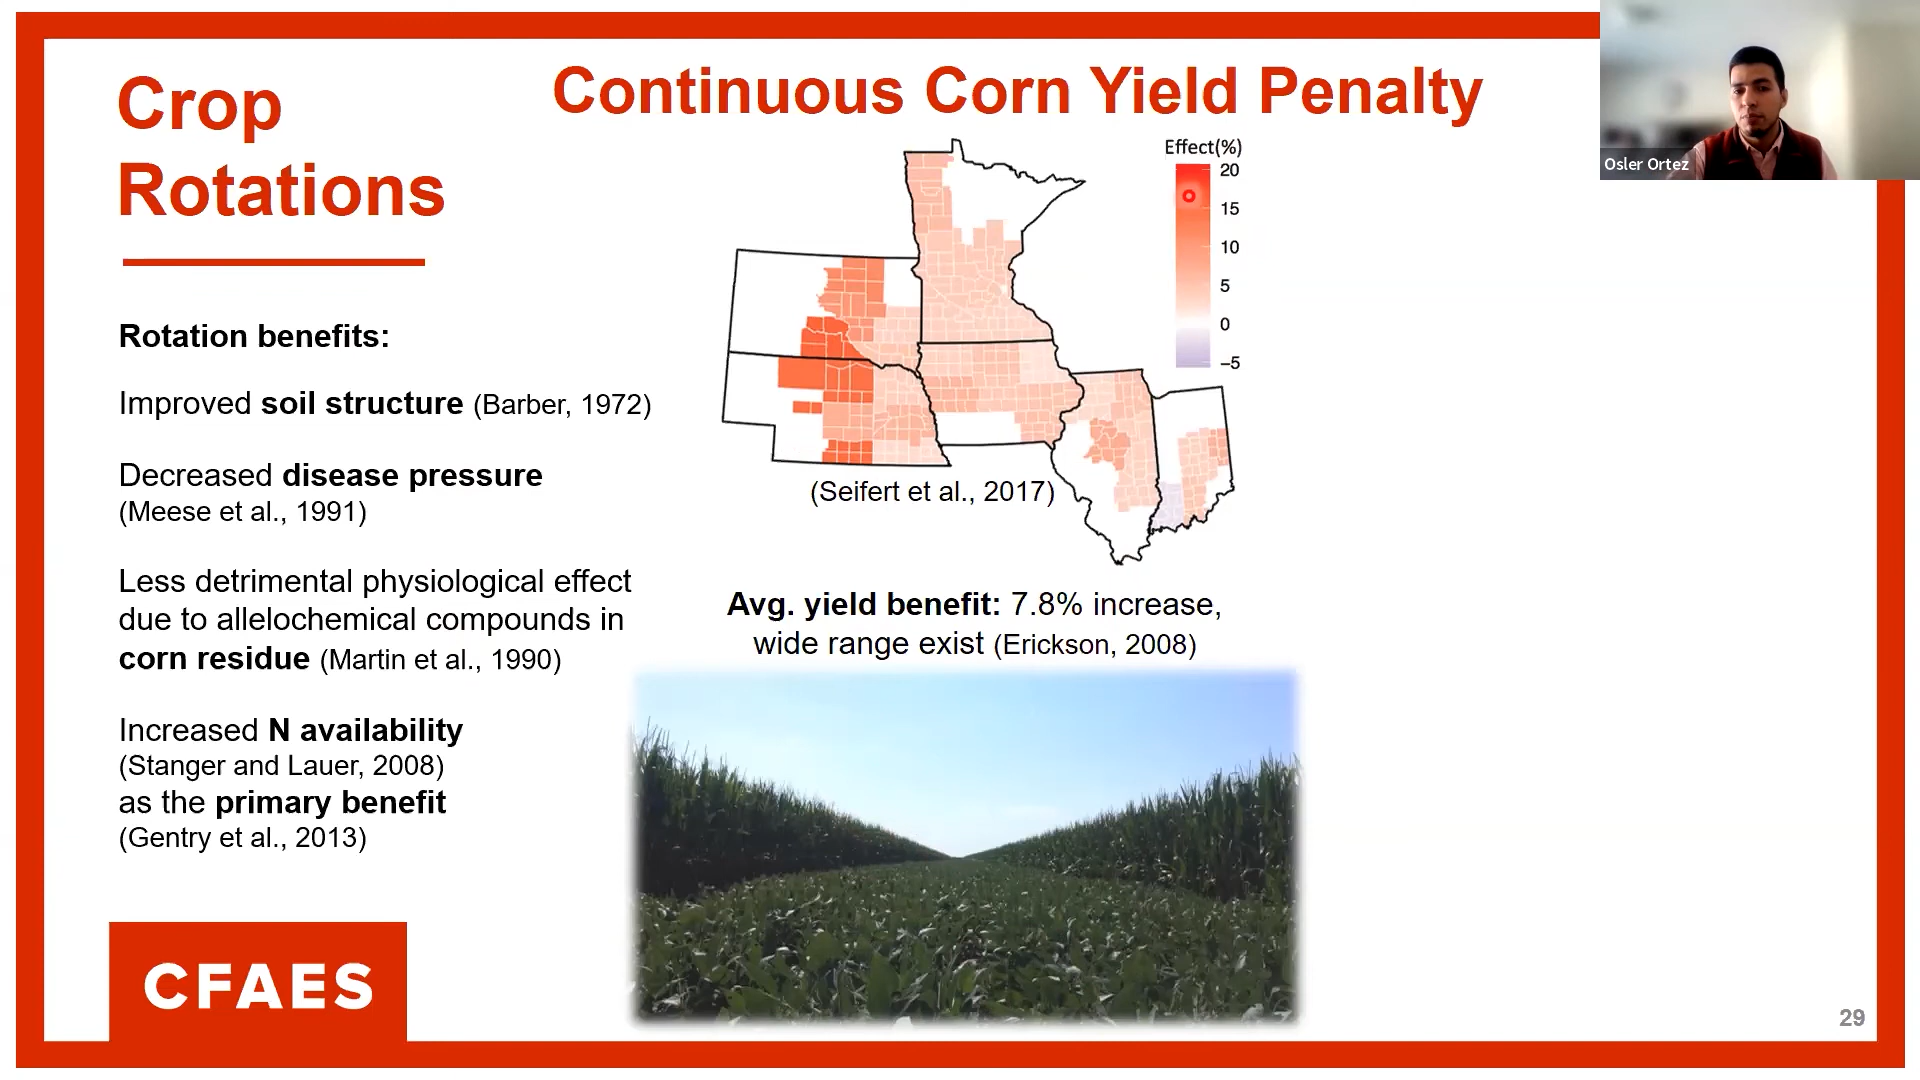 Crop
Rotations
Continuous Corn Yield Penalty
Rotation benefits:
Improved soil structure (Barber, 1972)
Decreased disease pressure
(Meese et al., 1991)
Less detrimental physiological effect
due to allelochemical compounds in
corn residue (Martin et al., 1990)
Increased N availability
(Stanger and Lauer, 2008)
as the primary benefit
(Gentry et al., 2013)
Effect(%)
20
15
10
5
0
−5
(Seifert et al., 2017)
Avg. yield benefit: 7.8% increase,
wide range exist (Erickson, 2008)
Osler Ortez
CFAES
29